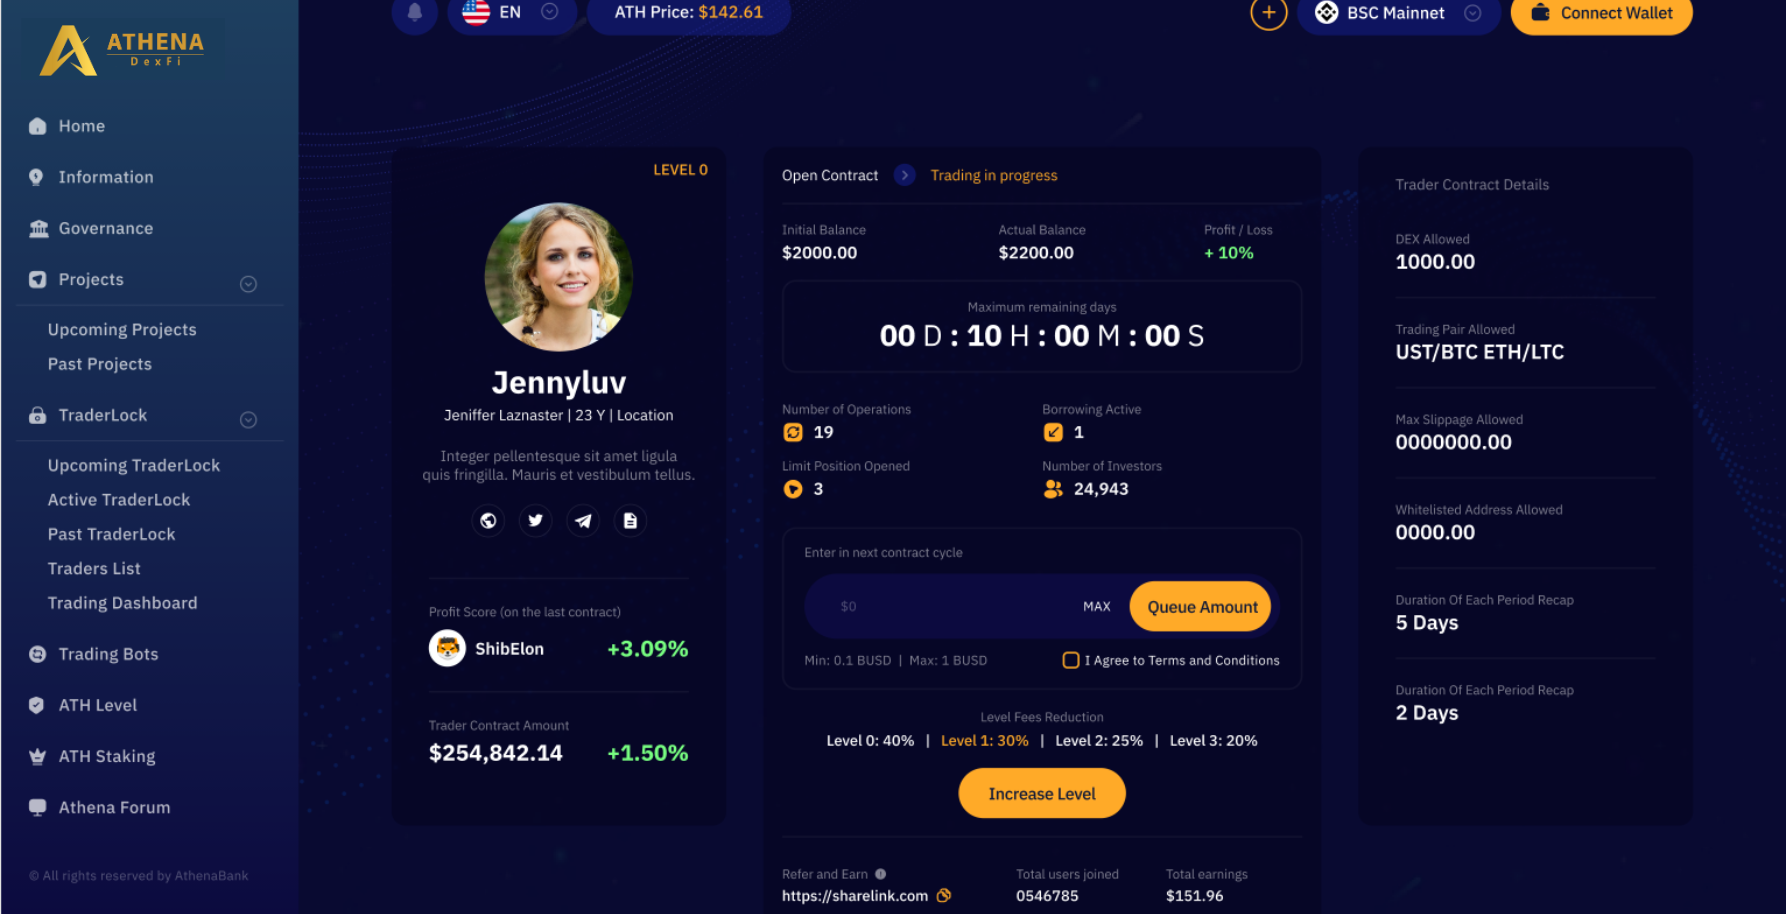 ATHENA
DexFi
Home
Information
Governance
Projects
Upcoming Projects
Past Projects
TraderLock
Upcoming TraderLock
Active TraderLock
Past TraderLock
Traders List
Trading Dashboard
Trading Bots
ATH Level
ATH Staking
Athena Forum
© All rights reserved by AthenaBank
EN
ATH Price: $142.61
BSC Mainnet
Connect Wallet
LEVEL 0
Jennyluv
Jeniffer Laznaster | 23 Y | Location
Integer pellentesque sit amet ligula
quis fringilla. Mauris et vestibulum tellus.
Profit Score (on the last contract)
ShibElon +3.09%
Trader Contract Amount
$254,842.14 +1.50%
Open Contract Trading in progress
Initial Balance Actual Balance Profit / Loss
$2000.00 $2200.00 + 10%
Maximum remaining days
00 D : 10 H : 00 M : 00 S
Number of Operations Borrowing Active
19 1
Limit Position Opened Number of Investors
3 24,943
Enter in next contract cycle
$0 MAX Queue Amount
Min: 0.1 BUSD | Max: 1 BUSD I Agree to Terms and Conditions
Level Fees Reduction
Level 0: 40% | Level 1: 30% | Level 2: 25% | Level 3: 20%
Increase Level
Refer and Earn Total users joined Total earnings
https://sharelink.com 0546785 $151.96
Trader Contract Details
DEX Allowed
1000.00
Trading Pair Allowed
UST/BTC ETH/LTC
Max Slippage Allowed
0000000.00
Whitelisted Address Allowed
0000.00
Duration Of Each Period Recap
5 Days
Duration Of Each Period Recap
2 Days